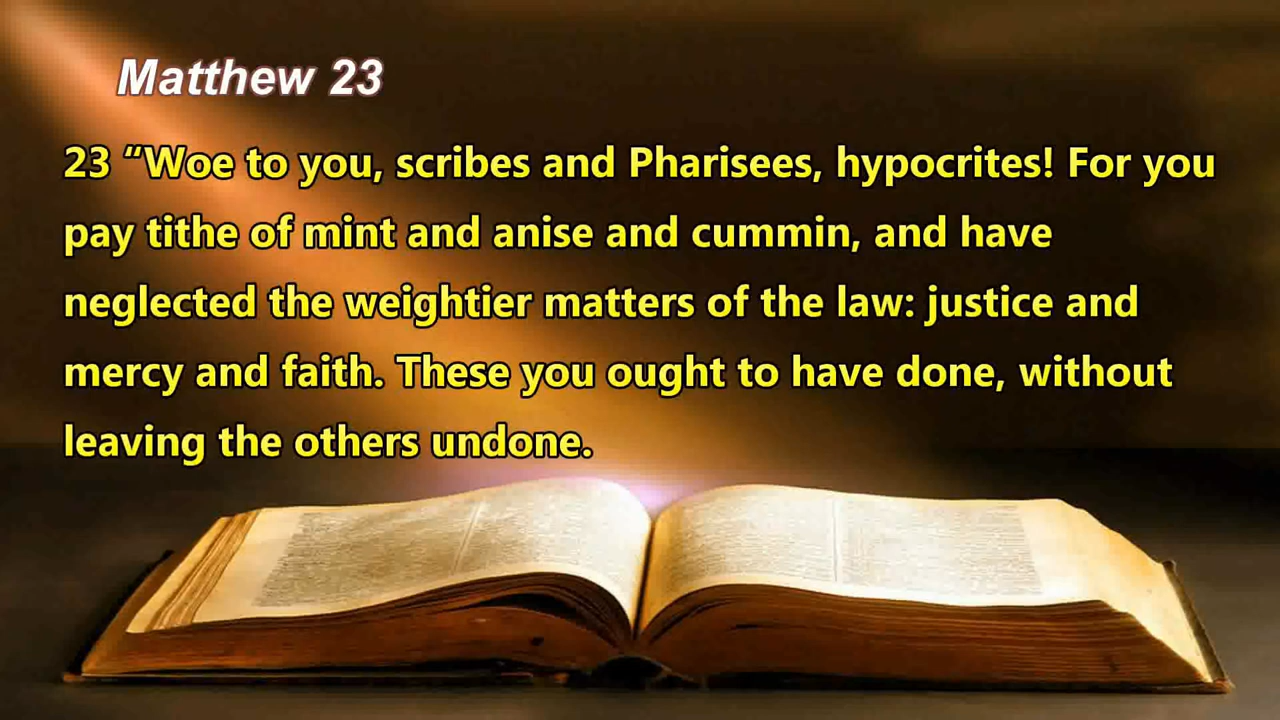 Matthew 23
23 “Woe to you, scribes and Pharisees, hypocrites! For you
pay tithe of mint and anise and cummin, and have
neglected the weightier matters of the law: justice and
mercy and faith. These you ought to have done, without
leaving the others undone.